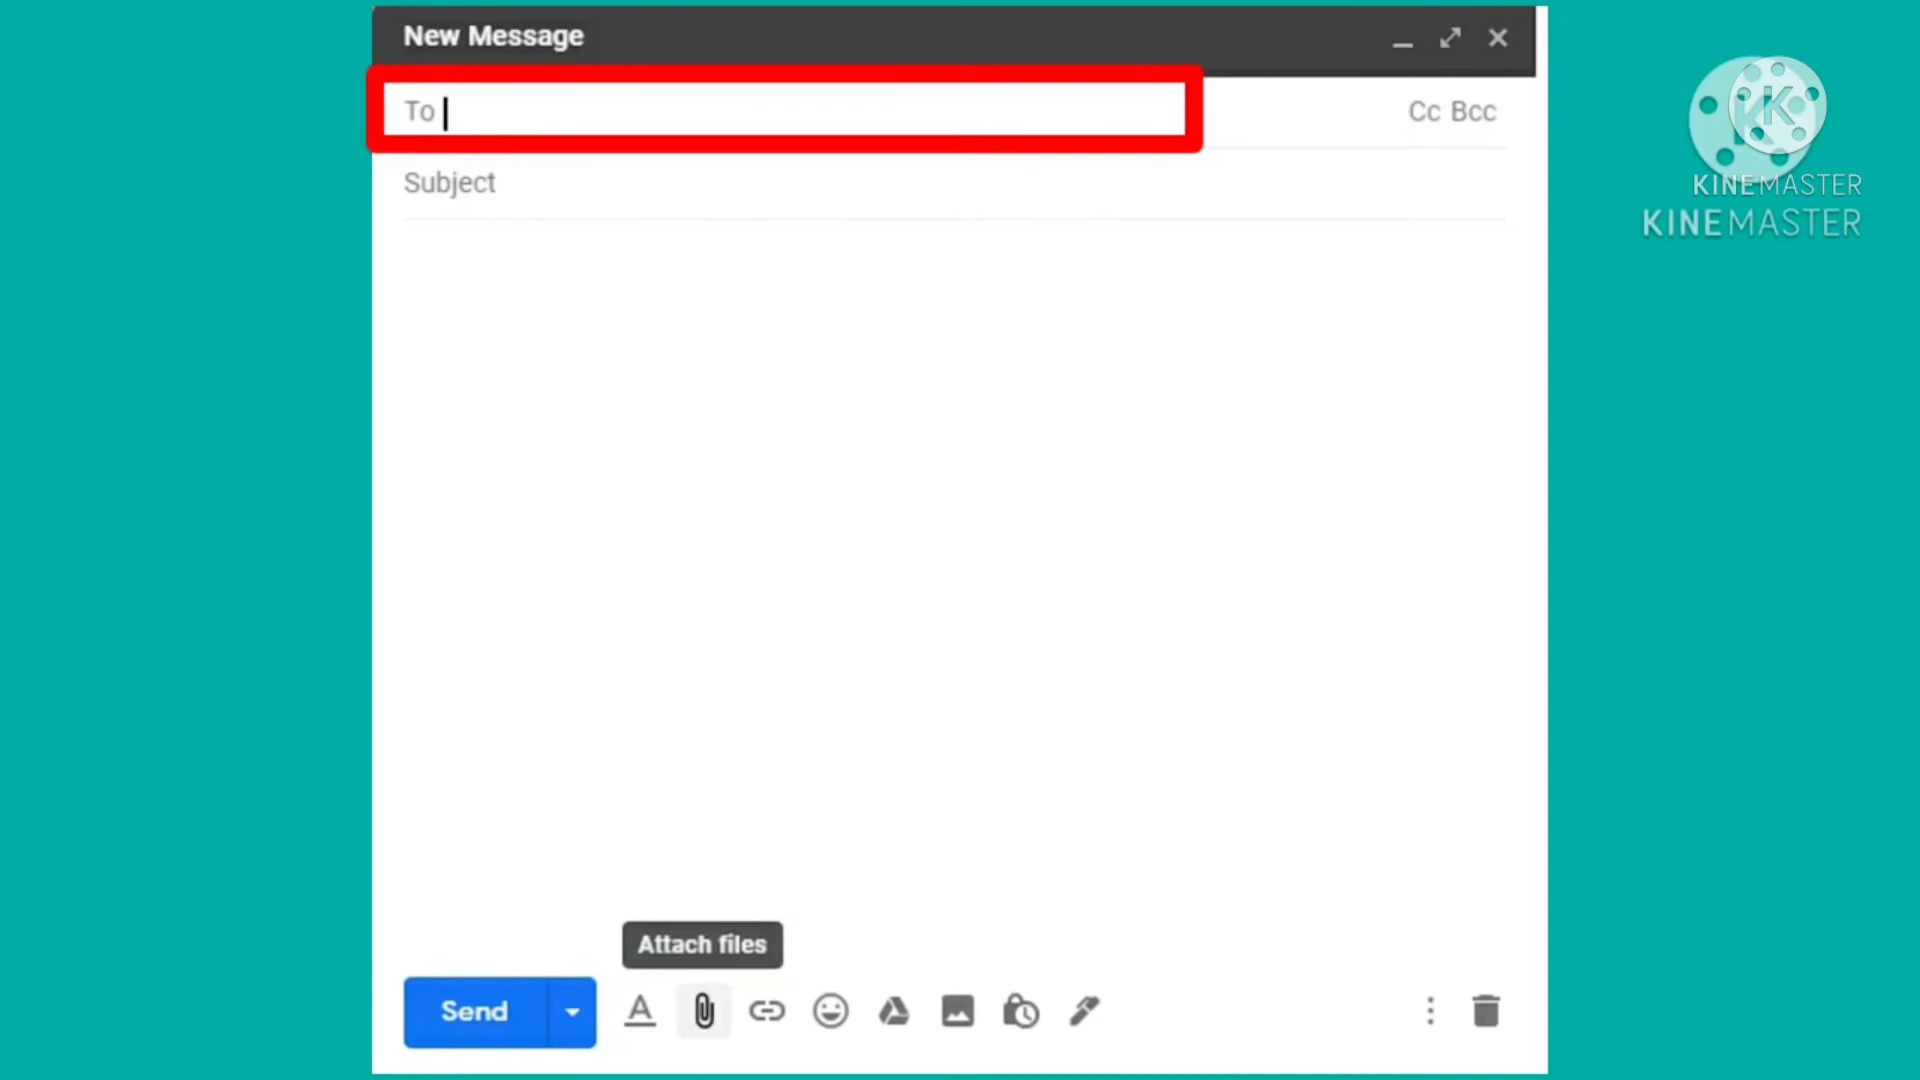 New Message
To
Cc Bcc
Subject
Attach files
Send
K
K
KINEMASTER
KINEMASTER